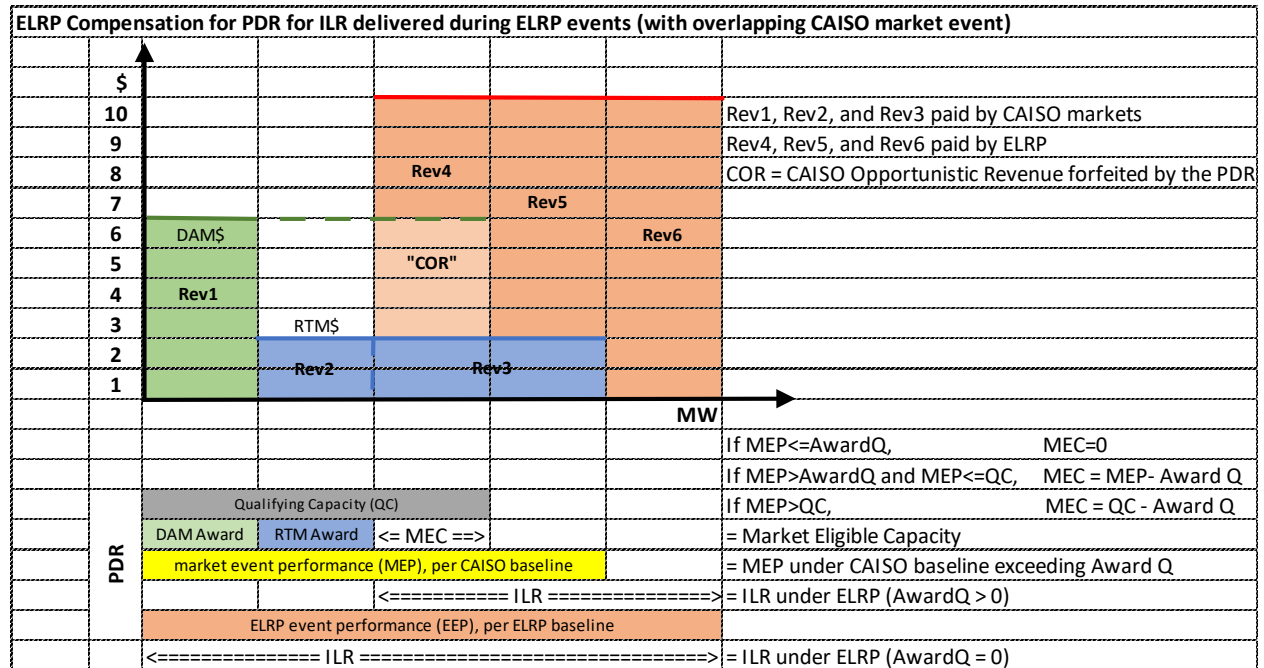 ELRP Compensation for PDR for ILR delivered during ELRP events (with overlapping CAISO market event)
$
10 Rev1, Rev2, and Rev3 paid by CAISO markets
9 Rev4, Rev5, and Rev6 paid by ELRP
8 Rev4 COR = CAISO Opportunistic Revenue forfeited by the PDR
7 Rev5
6 DAM$ Rev6
5 "COR"
4 Rev1
3 RTM$
2
Rev2 Rev3
1
MW
If MEP<=AwardQ, MEC=0
If MEP>AwardQ and MEP<=QC, MEC = MEP- Award Q
Qualifying Capacity (QC) If MEP>QC, MEC = QC - Award Q
DAM Award RTM Award <= MEC ==> = Market Eligible Capacity
PDR
market event performance (MEP), per CAISO baseline = MEP under CAISO baseline exceeding Award Q
<=========== ILR ===============> = ILR under ELRP (AwardQ > 0)
ELRP event performance (EEP), per ELRP baseline
<=============== ILR ================================> = ILR under ELRP (AwardQ = 0)